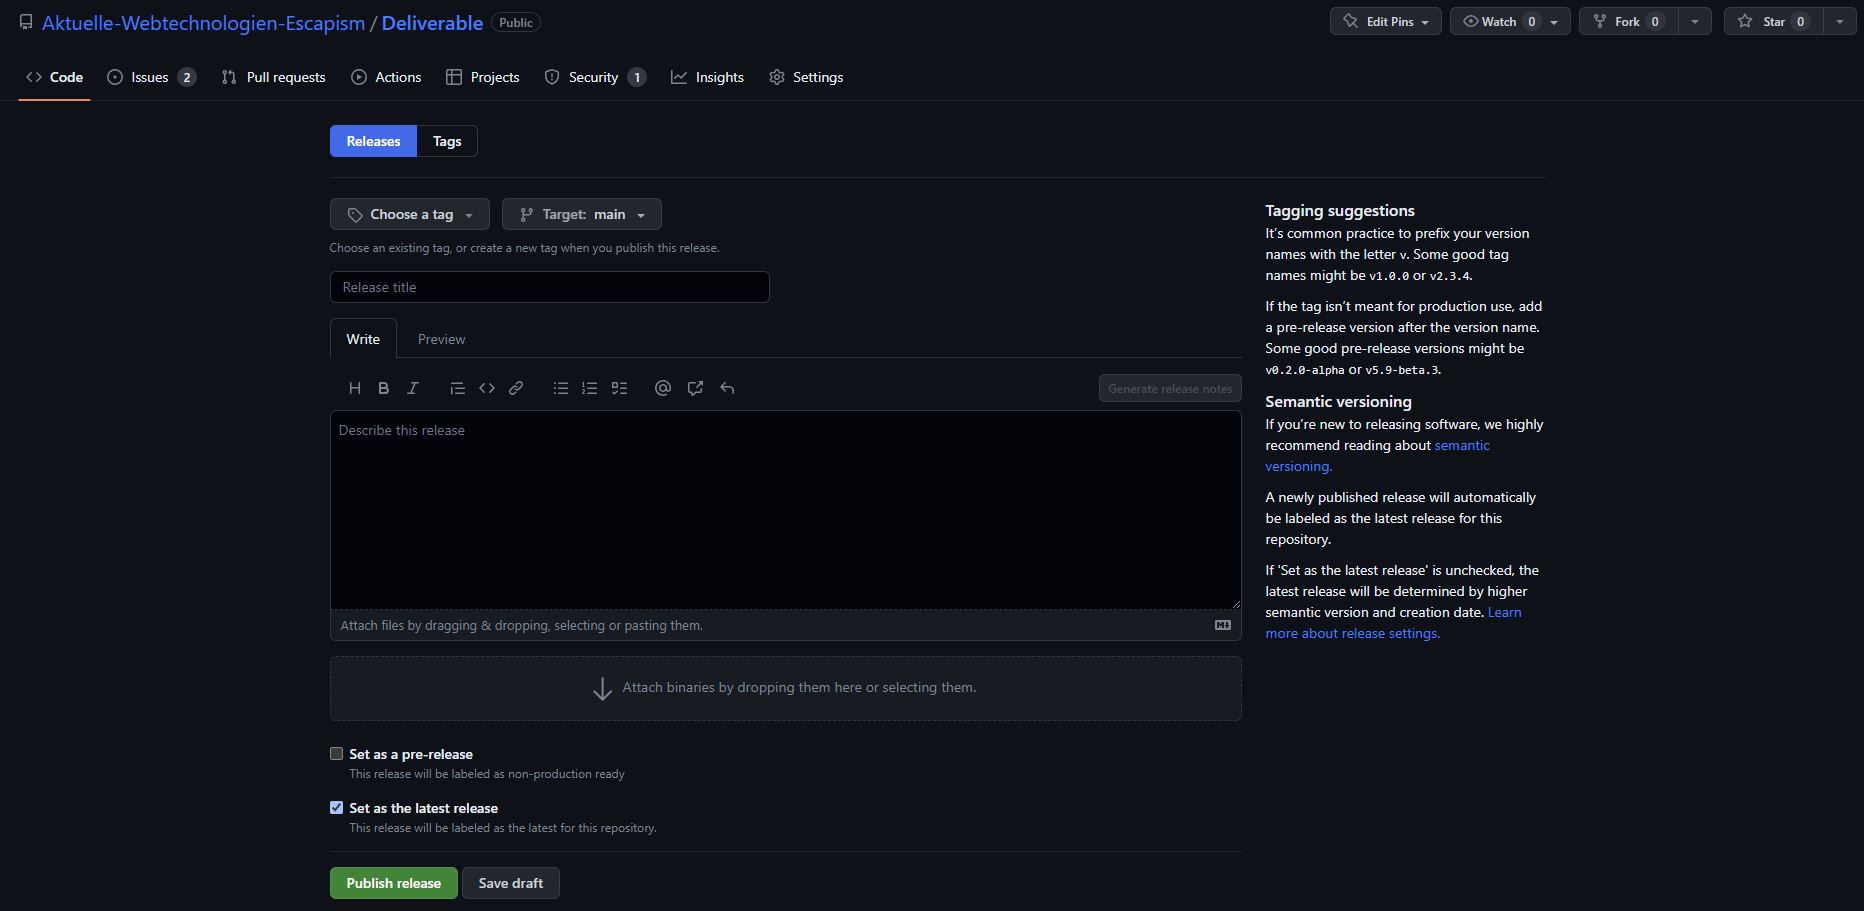 Aktuelle-Webtechnologien-Escapism / Deliverable Public
Edit Pins Watch 0 Fork 0 Star 0
Code Issues 2 Pull requests Actions Projects Security 1 Insights Settings
Releases Tags
Choose a tag Target: main
Choose an existing tag, or create a new tag when you publish this release.
Release title
Write Preview
Generate release notes
Describe this release
Attach files by dragging & dropping, selecting or pasting them.
Attach binaries by dropping them here or selecting them.
Set as a pre-release
This release will be labeled as non-production ready
Set as the latest release
This release will be labeled as the latest for this repository.
Publish release Save draft
Tagging suggestions
It’s common practice to prefix your version
names with the letter v. Some good tag
names might be v1.0.0 or v2.3.4.
If the tag isn’t meant for production use, add
a pre-release version after the version name.
Some good pre-release versions might be
v0.2.0-alpha or v5.9-beta.3.
Semantic versioning
If you’re new to releasing software, we highly
recommend reading about semantic
versioning.
A newly published release will automatically
be labeled as the latest release for this
repository.
If 'Set as the latest release' is unchecked, the
latest release will be determined by higher
semantic version and creation date. Learn
more about release settings.